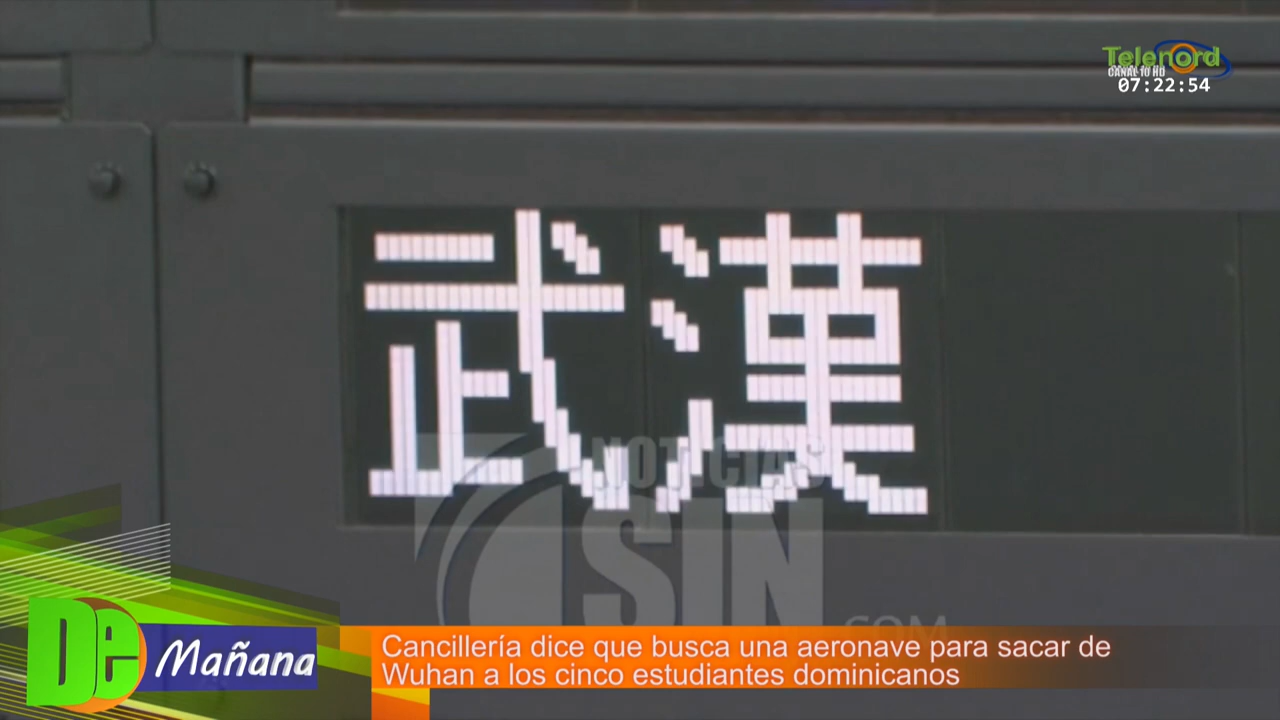 Telenord
CANAL 10 HD
07:22:54
武漢
NOTICIAS
SIN
.COM
De
Mañana
Cancillería dice que busca una aeronave para sacar de
Wuhan a los cinco estudiantes dominicanos